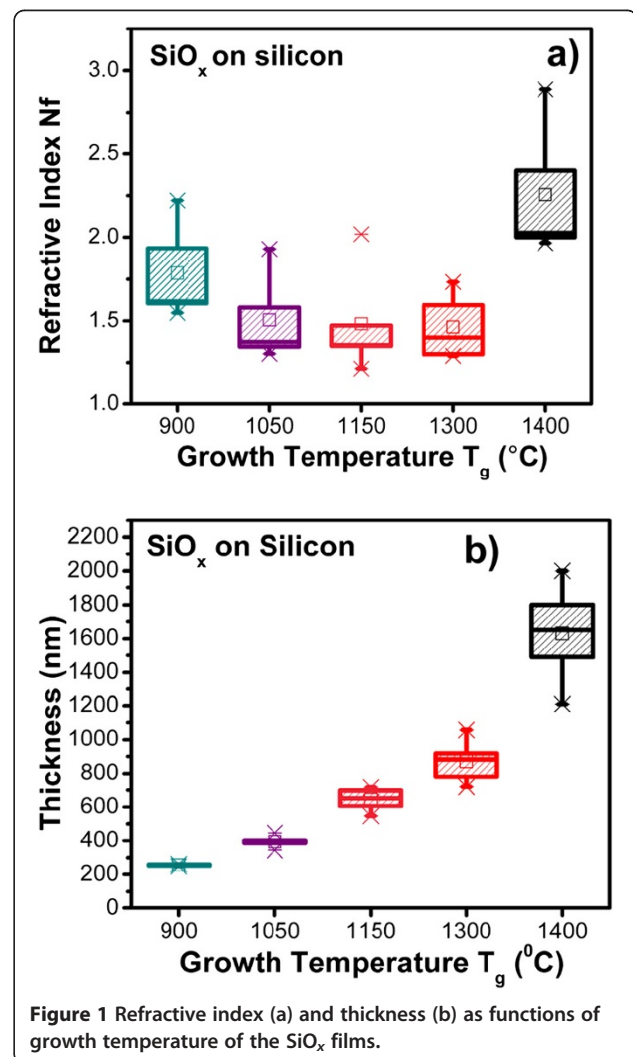 SiOx on silicon
a)
3.0
2.5
2.0
1.5
1.0
Refractive Index Nf
900 1050 1150 1300 1400
Growth Temperature Tg (°C)
SiOx on Silicon
b)
2200
2000
1800
1600
1400
1200
1000
800
600
400
200
0
Thickness (nm)
900 1050 1150 1300 1400
Growth Temperature Tg (⁰C)
Figure 1 Refractive index (a) and thickness (b) as functions of
growth temperature of the SiOx films.